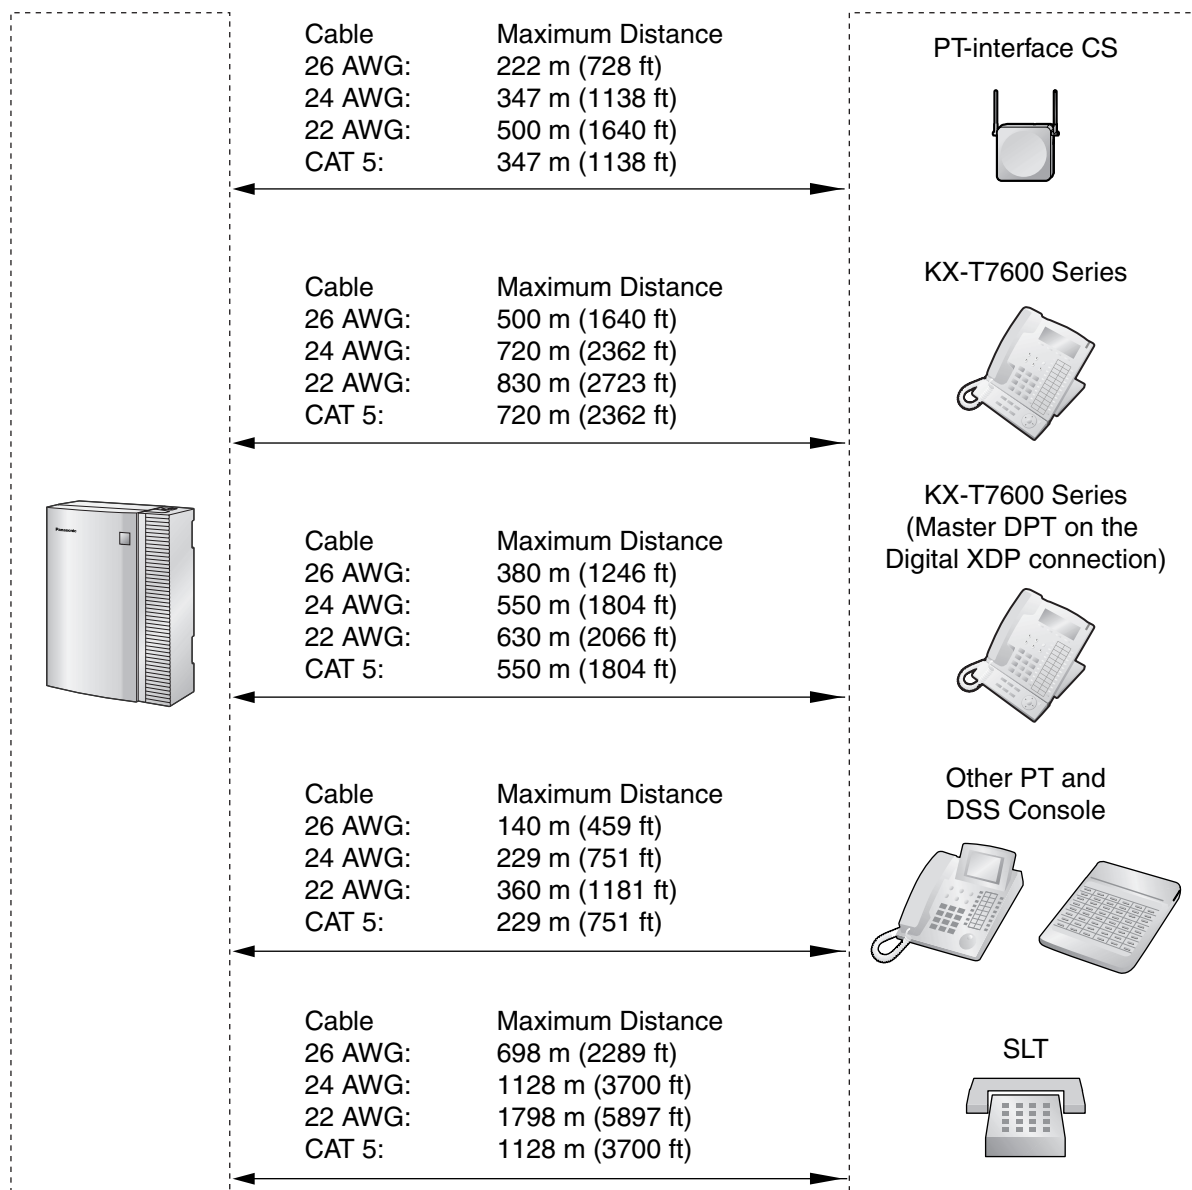 Cable Maximum Distance
26 AWG: 222 m (728 ft)
24 AWG: 347 m (1138 ft)
22 AWG: 500 m (1640 ft)
CAT 5: 347 m (1138 ft)
PT-interface CS
Cable Maximum Distance
26 AWG: 500 m (1640 ft)
24 AWG: 720 m (2362 ft)
22 AWG: 830 m (2723 ft)
CAT 5: 720 m (2362 ft)
KX-T7600 Series
Panasonic
Cable Maximum Distance
26 AWG: 380 m (1246 ft)
24 AWG: 550 m (1804 ft)
22 AWG: 630 m (2066 ft)
CAT 5: 550 m (1804 ft)
KX-T7600 Series
(Master DPT on the
Digital XDP connection)
Cable Maximum Distance
26 AWG: 140 m (459 ft)
24 AWG: 229 m (751 ft)
22 AWG: 360 m (1181 ft)
CAT 5: 229 m (751 ft)
Other PT and
DSS Console
Cable Maximum Distance
26 AWG: 698 m (2289 ft)
24 AWG: 1128 m (3700 ft)
22 AWG: 1798 m (5897 ft)
CAT 5: 1128 m (3700 ft)
SLT